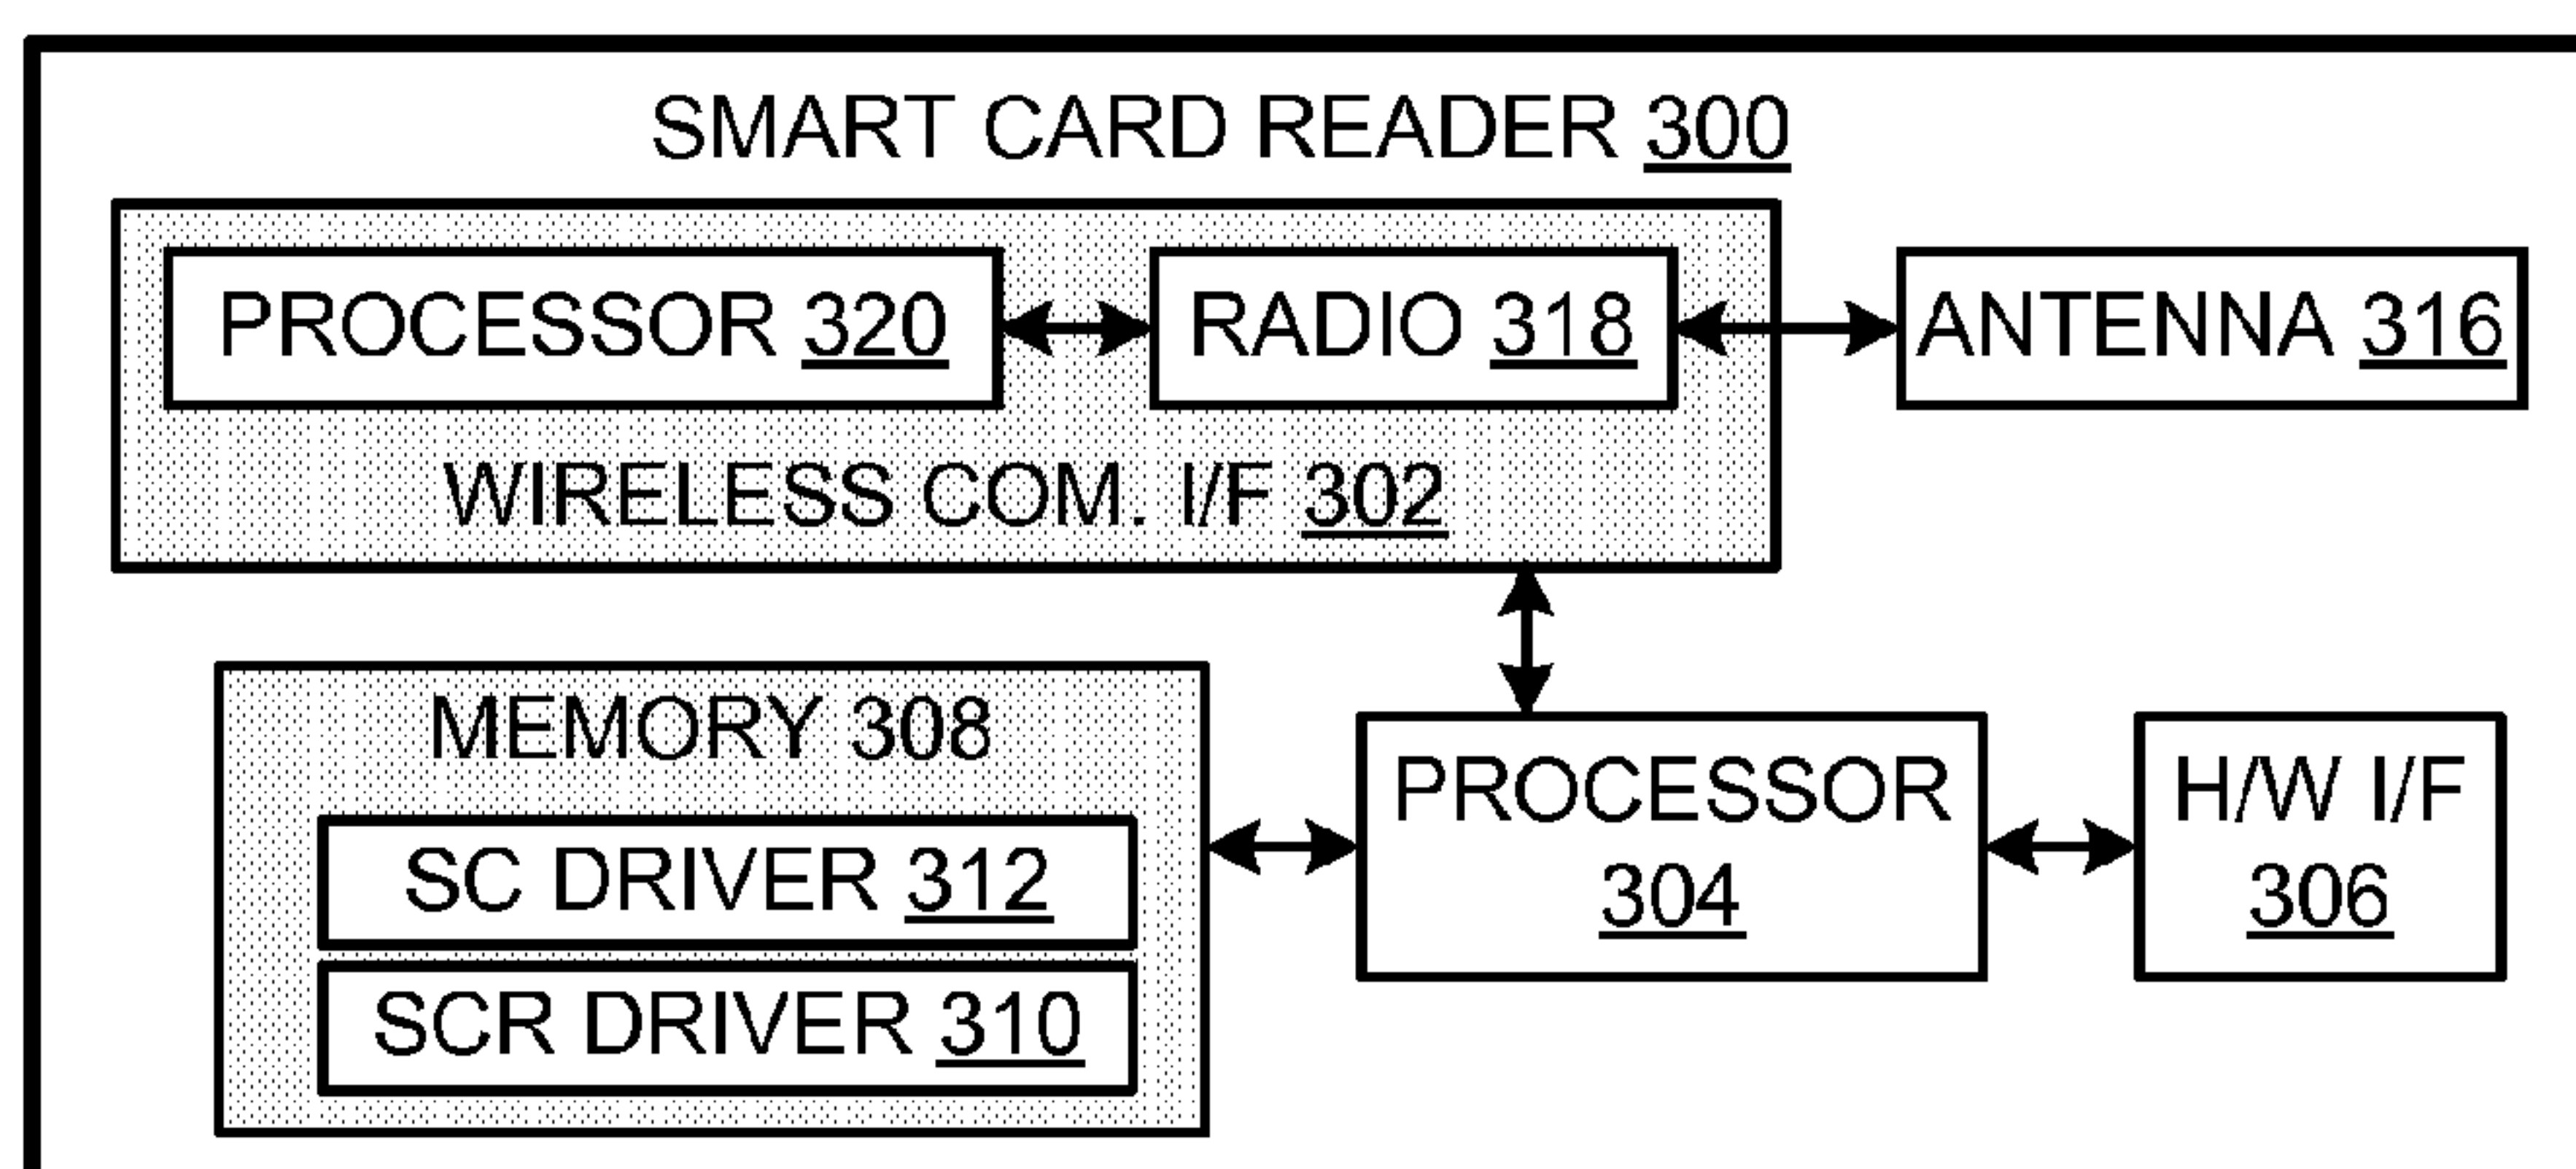 SMART CARD READER 300
PROCESSOR 320
RADIO 318
ANTENNA 316
WIRELESS COM. I/F 302
MEMORY 308
SC DRIVER 312
SCR DRIVER 310
PROCESSOR
304
H/W I/F
306